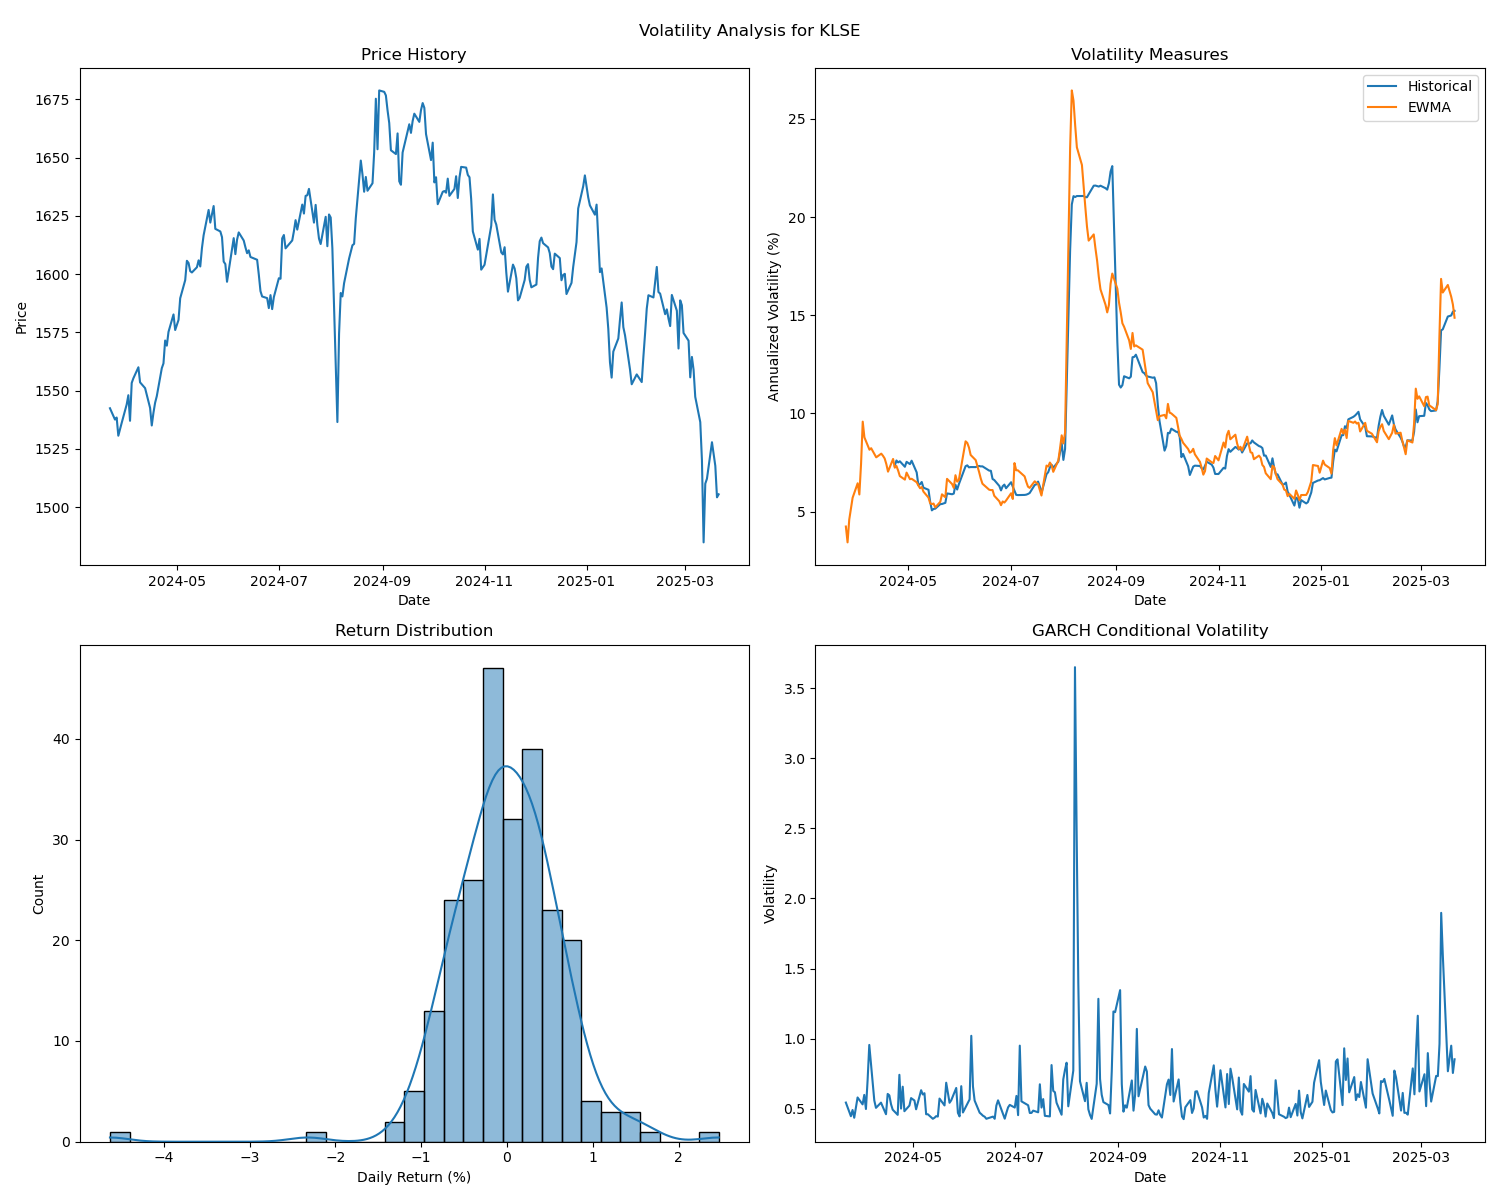 Volatility Analysis for KLSE
Price History
1675
1650
1625
1600
1575
1550
1525
1500
Price
2024-05 2024-07 2024-09 2024-11 2025-01 2025-03
Date
Volatility Measures
Historical
EWMA
25
20
15
10
5
Annualized Volatility (%)
2024-05 2024-07 2024-09 2024-11 2025-01 2025-03
Date
Return Distribution
40
30
20
10
0
Count
−4 −3 −2 −1 0 1 2
Daily Return (%)
GARCH Conditional Volatility
3.5
3.0
2.5
2.0
1.5
1.0
0.5
Volatility
2024-05 2024-07 2024-09 2024-11 2025-01 2025-03
Date